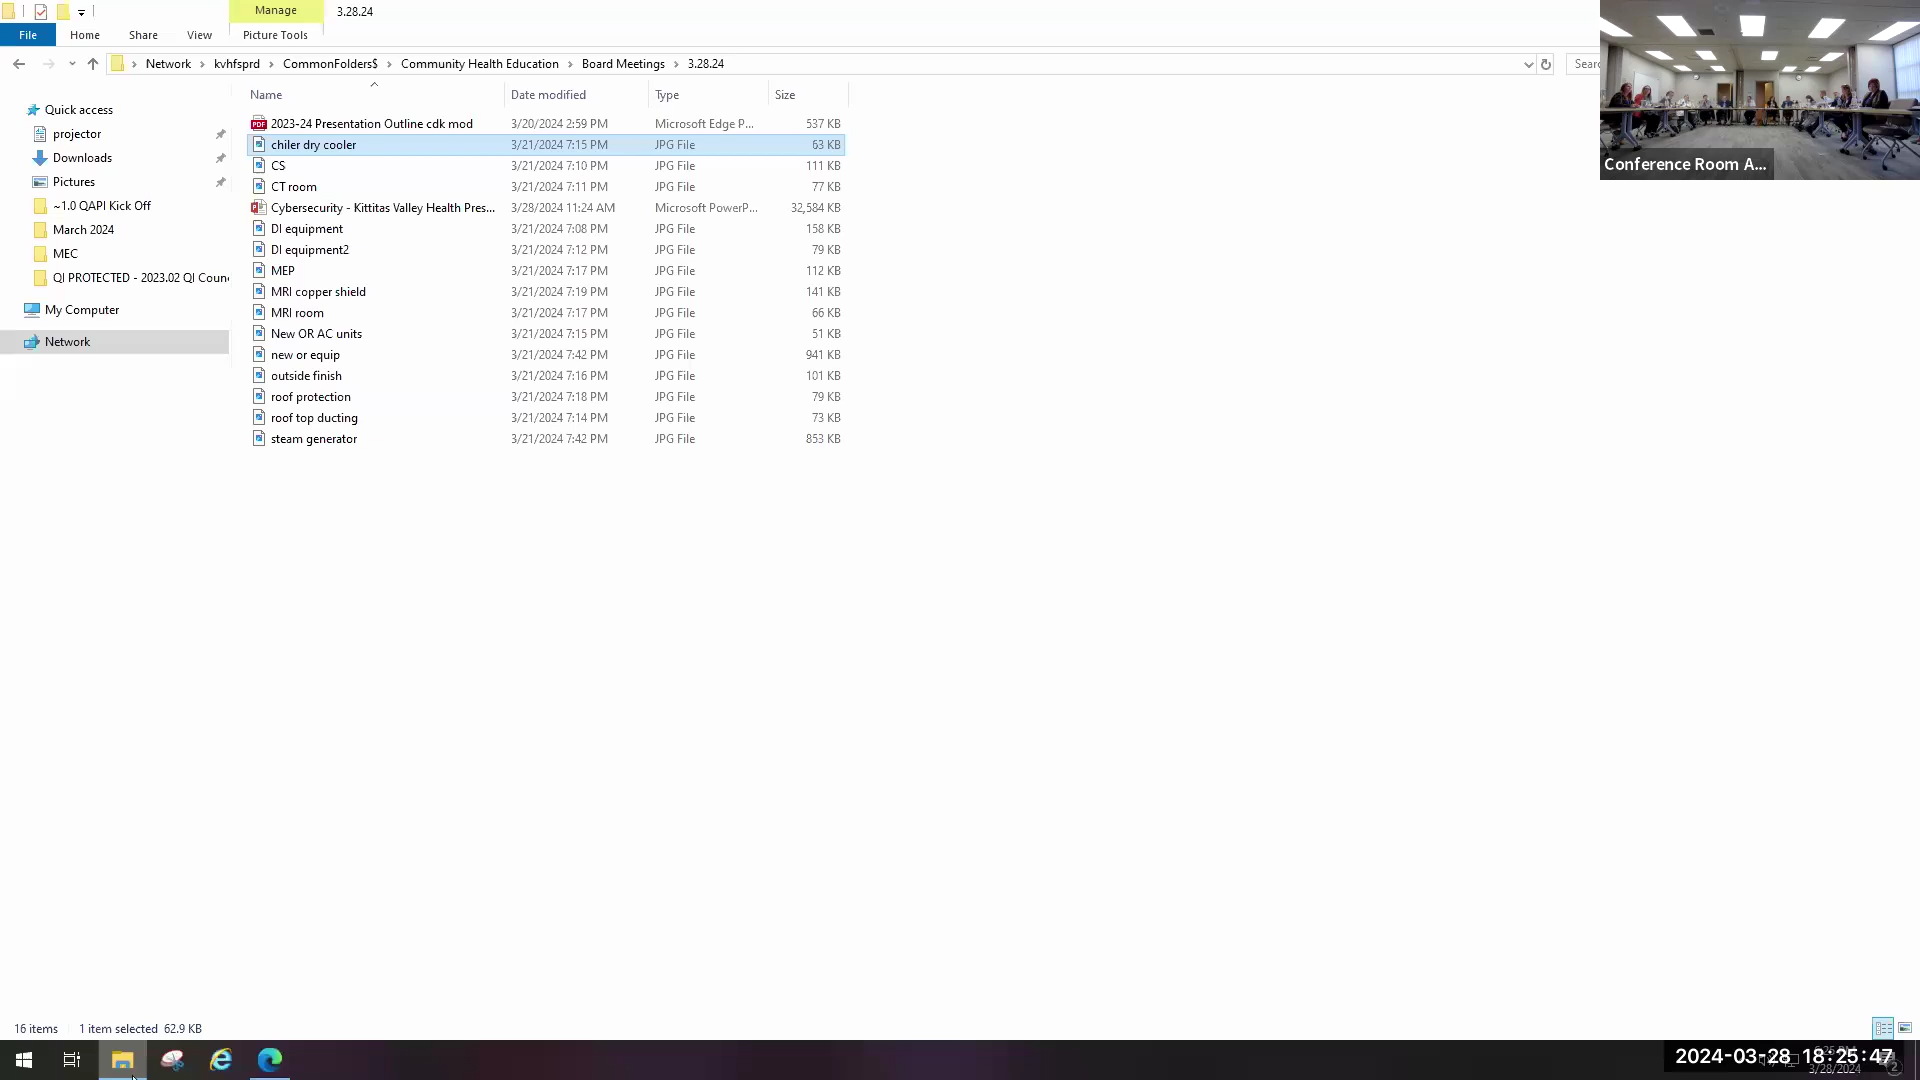 Manage 3.28.24
File Home Share View Picture Tools
Network kvhfsprd CommonFolders$ Community Health Education Board Meetings 3.28.24
Name Date modified Type Size
Quick access
projector
Downloads
Pictures
~1.0 QAPI Kick Off
March 2024
MEC
QI PROTECTED - 2023.02 QI Coun
My Computer
Network
2023-24 Presentation Outline cdk mod 3/20/2024 2:59 PM Microsoft Edge P... 537 KB
chiler dry cooler 3/21/2024 7:15 PM JPG File 63 KB
CS 3/21/2024 7:10 PM JPG File 111 KB
CT room 3/21/2024 7:11 PM JPG File 77 KB
Cybersecurity - Kittitas Valley Health Pres... 3/28/2024 11:24 AM Microsoft PowerP... 32,584 KB
DI equipment 3/21/2024 7:08 PM JPG File 158 KB
DI equipment2 3/21/2024 7:12 PM JPG File 79 KB
MEP 3/21/2024 7:17 PM JPG File 112 KB
MRI copper shield 3/21/2024 7:19 PM JPG File 141 KB
MRI room 3/21/2024 7:17 PM JPG File 66 KB
New OR AC units 3/21/2024 7:15 PM JPG File 51 KB
new or equip 3/21/2024 7:42 PM JPG File 941 KB
outside finish 3/21/2024 7:16 PM JPG File 101 KB
roof protection 3/21/2024 7:18 PM JPG File 79 KB
roof top ducting 3/21/2024 7:14 PM JPG File 73 KB
steam generator 3/21/2024 7:42 PM JPG File 853 KB
Conference Room A...
16 items 1 item selected 62.9 KB
2024-03-28 18:25:47
3/28/2024